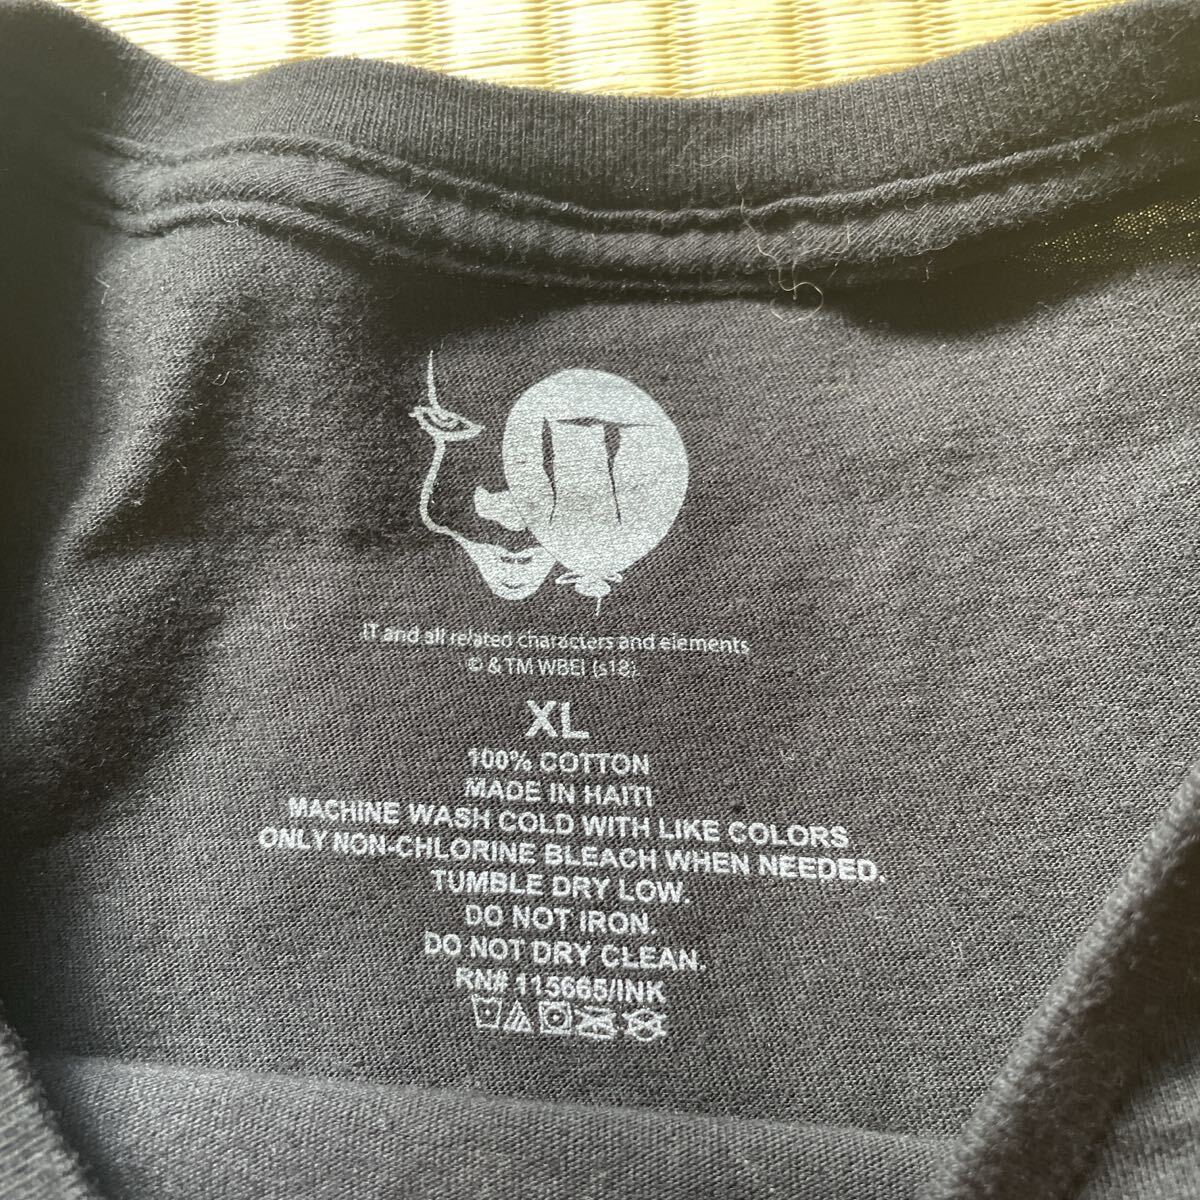 IT
IT and all related characters and elements
© & TM WBEI (s18).
XL
100% COTTON
MADE IN HAITI
MACHINE WASH COLD WITH LIKE COLORS
ONLY NON-CHLORINE BLEACH WHEN NEEDED.
TUMBLE DRY LOW.
DO NOT IRON.
DO NOT DRY CLEAN.
RN# 115665/INK